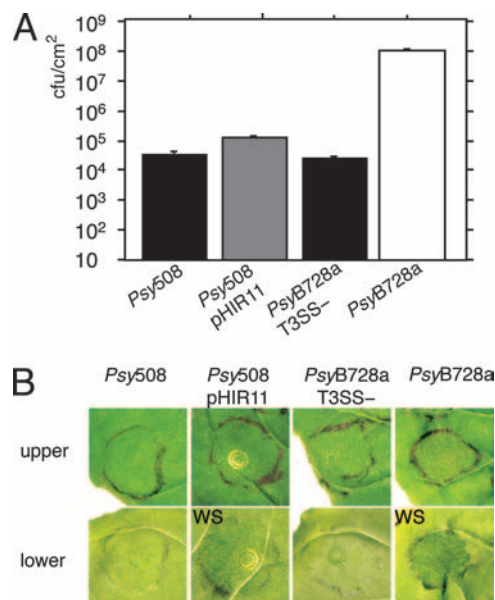 A
cfu/cm²
10⁹
10⁸
10⁷
10⁶
10⁵
10⁴
10³
10²
10
Psy508
Psy508
pHIR11
PsyB728a
T3SS–
PsyB728a
B
Psy508
Psy508
pHIR11
PsyB728a
T3SS–
PsyB728a
upper
WS
WS
lower